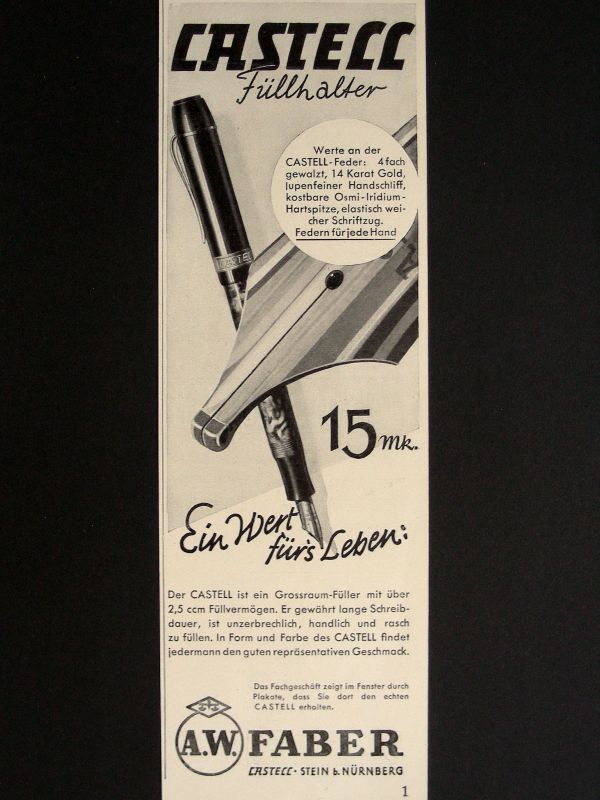 CASTELL
Füllhalter
Werte an der
CASTELL-Feder: 4fach
gewalzt, 14 Karat Gold,
lupenfeiner Handschliff,
kostbare Osmi-Iridium-
Hartspitze, elastisch wei-
cher Schriftzug.
Federn für jede Hand
CASTELL
15 Mk.
Ein Wert
für's Leben:
Der CASTELL ist ein Grossraum-Füller mit über
2,5 ccm Füllvermögen. Er gewährt lange Schreib-
dauer, ist unzerbrechlich, handlich und rasch
zu füllen. In Form und Farbe des CASTELL findet
jedermann den guten repräsentativen Geschmack.
Das Fachgeschäft zeigt im Fenster durch
Plakate, dass Sie dort den echten
CASTELL erhalten.
A.W. FABER
CASTELL · STEIN b. NÜRNBERG
1